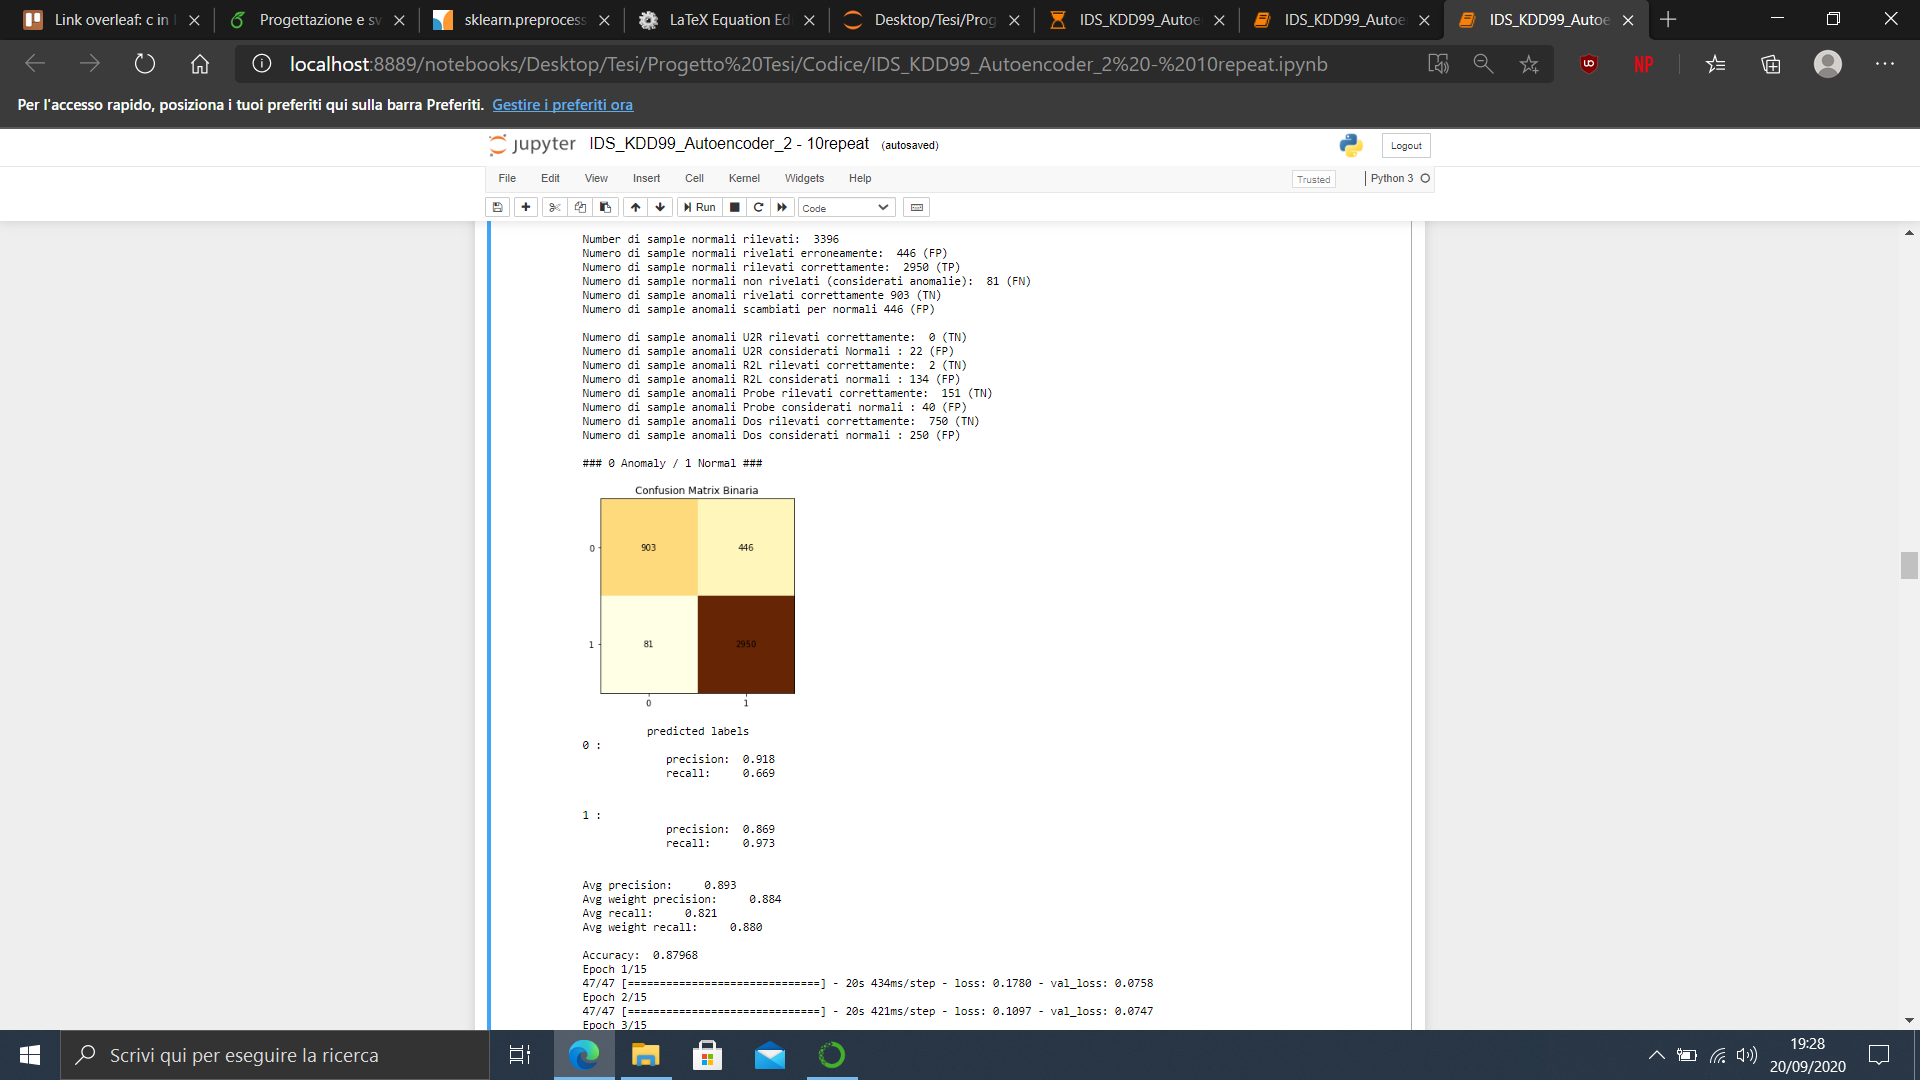 Link overleaf: c in
Progettazione e sv
sklearn.preprocess
LaTeX Equation Edi
Desktop/Tesi/Prog
IDS_KDD99_Autoe
IDS_KDD99_Autoe
IDS_KDD99_Autoe
localhost:8889/notebooks/Desktop/Tesi/Progetto%20Tesi/Codice/IDS_KDD99_Autoencoder_2%20-%2010repeat.ipynb
NP
Per l'accesso rapido, posiziona i tuoi preferiti qui sulla barra Preferiti. Gestire i preferiti ora
jupyter IDS_KDD99_Autoencoder_2 - 10repeat (autosaved)
Logout
File Edit View Insert Cell Kernel Widgets Help
Trusted
Python 3
Run
Code
Number di sample normali rilevati: 3396
Numero di sample normali rivelati erroneamente: 446 (FP)
Numero di sample normali rilevati correttamente: 2950 (TP)
Numero di sample normali non rivelati (considerati anomalie): 81 (FN)
Numero di sample anomali rivelati correttamente 903 (TN)
Numero di sample anomali scambiati per normali 446 (FP)
Numero di sample anomali U2R rilevati correttamente: 0 (TN)
Numero di sample anomali U2R considerati Normali : 22 (FP)
Numero di sample anomali R2L rilevati correttamente: 2 (TN)
Numero di sample anomali R2L considerati normali : 134 (FP)
Numero di sample anomali Probe rilevati correttamente: 151 (TN)
Numero di sample anomali Probe considerati normali : 40 (FP)
Numero di sample anomali Dos rilevati correttamente: 750 (TN)
Numero di sample anomali Dos considerati normali : 250 (FP)
### 0 Anomaly / 1 Normal ###
Confusion Matrix Binaria
0 903 446
1 81 2950
0 1
predicted labels
0 :
precision: 0.918
recall: 0.669
1 :
precision: 0.869
recall: 0.973
Avg precision: 0.893
Avg weight precision: 0.884
Avg recall: 0.821
Avg weight recall: 0.880
Accuracy: 0.87968
Epoch 1/15
47/47 [==============================] - 20s 434ms/step - loss: 0.1780 - val_loss: 0.0758
Epoch 2/15
47/47 [==============================] - 20s 421ms/step - loss: 0.1097 - val_loss: 0.0747
Epoch 3/15
Scrivi qui per eseguire la ricerca
19:28
20/09/2020